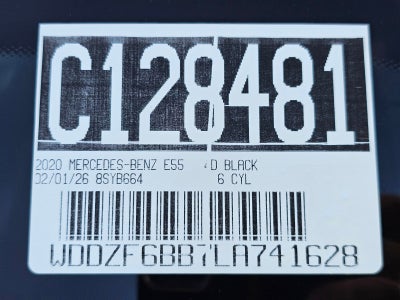 C128481
2020 MERCEDES-BENZ E55 4D BLACK
02/01/26 8SYB664 6 CYL
WDDZF6BB7LA741628